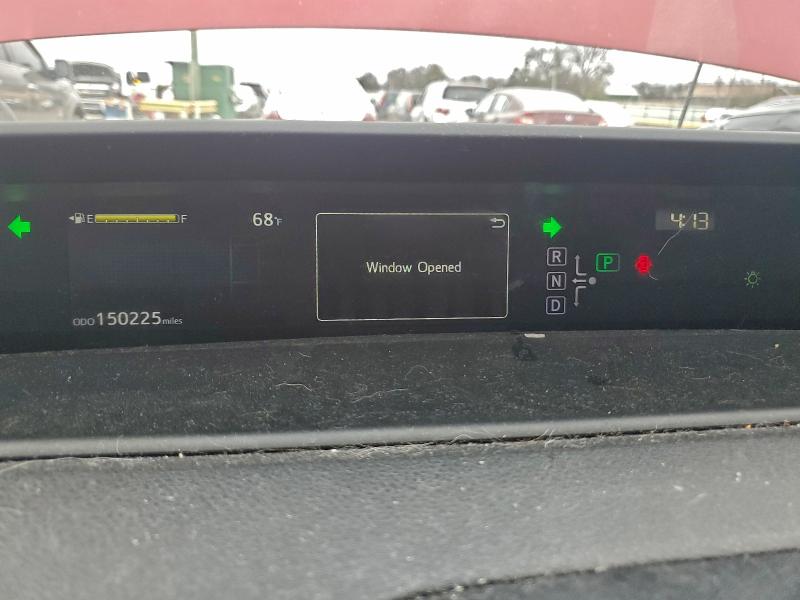 E F
68°F
4:13
Window Opened
R
N
P
D
ODO 150225 miles